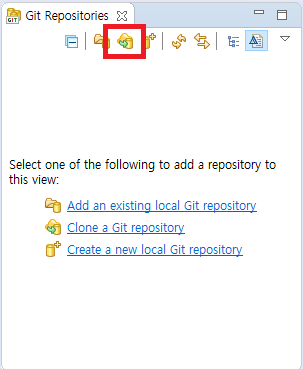 GIT
Git Repositories
Select one of the following to add a repository to
this view:
Add an existing local Git repository
Clone a Git repository
Create a new local Git repository